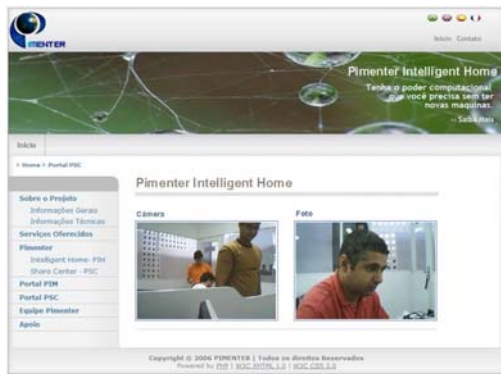 PIMENTER
Início Contato
Pimenter Intelligent Home
Tenha o poder computacional
que você precisa sem ter
novas maquinas.
-- Saiba mais
Início
> Home > Portal PSC
Pimenter Intelligent Home
Sobre o Projeto
Informações Gerais
Informações Técnicas
Serviços Oferecidos
Pimenter
Intelligent Home- PIM
Share Center - PSC
Portal PIM
Portal PSC
Equipe Pimenter
Apoio
Câmera
Foto
Copyright © 2006 PIMENTER | Todos os direitos Reservados
Powered by PHP | W3C XHTML 1.0 | W3C CSS 2.0